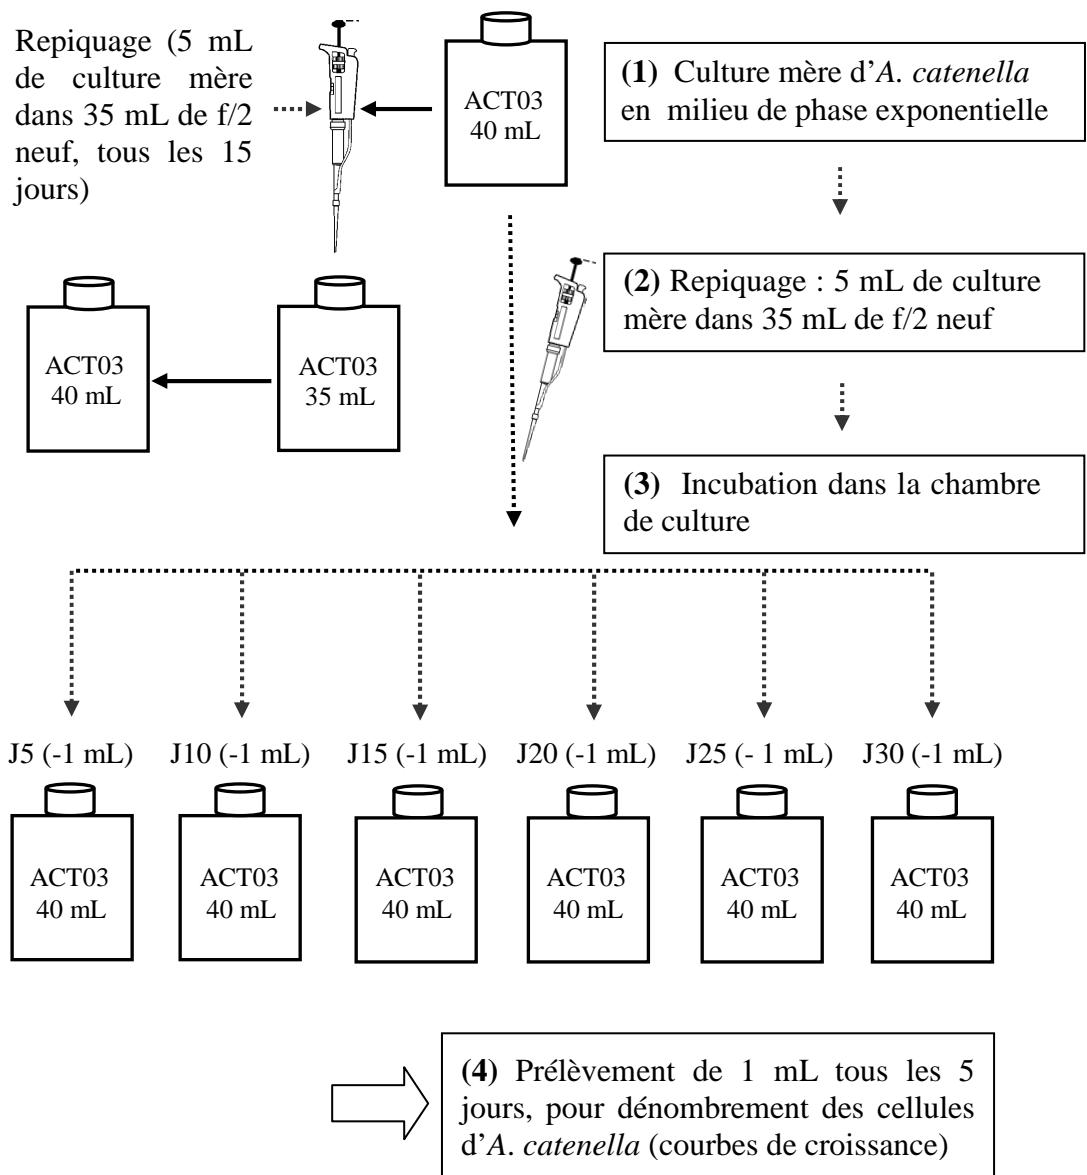 Repiquage (5 mL
de culture mère
dans 35 mL de f/2
neuf, tous les 15
jours)
ACT03
40 mL
(1) Culture mère d’A. catenella
en milieu de phase exponentielle
(2) Repiquage : 5 mL de culture
mère dans 35 mL de f/2 neuf
ACT03
40 mL
ACT03
35 mL
(3) Incubation dans la chambre
de culture
J5 (-1 mL) J10 (-1 mL) J15 (-1 mL) J20 (-1 mL) J25 (- 1 mL) J30 (-1 mL)
ACT03 ACT03 ACT03 ACT03 ACT03 ACT03
40 mL 40 mL 40 mL 40 mL 40 mL 40 mL
(4) Prélèvement de 1 mL tous les 5
jours, pour dénombrement des cellules
d’A. catenella (courbes de croissance)